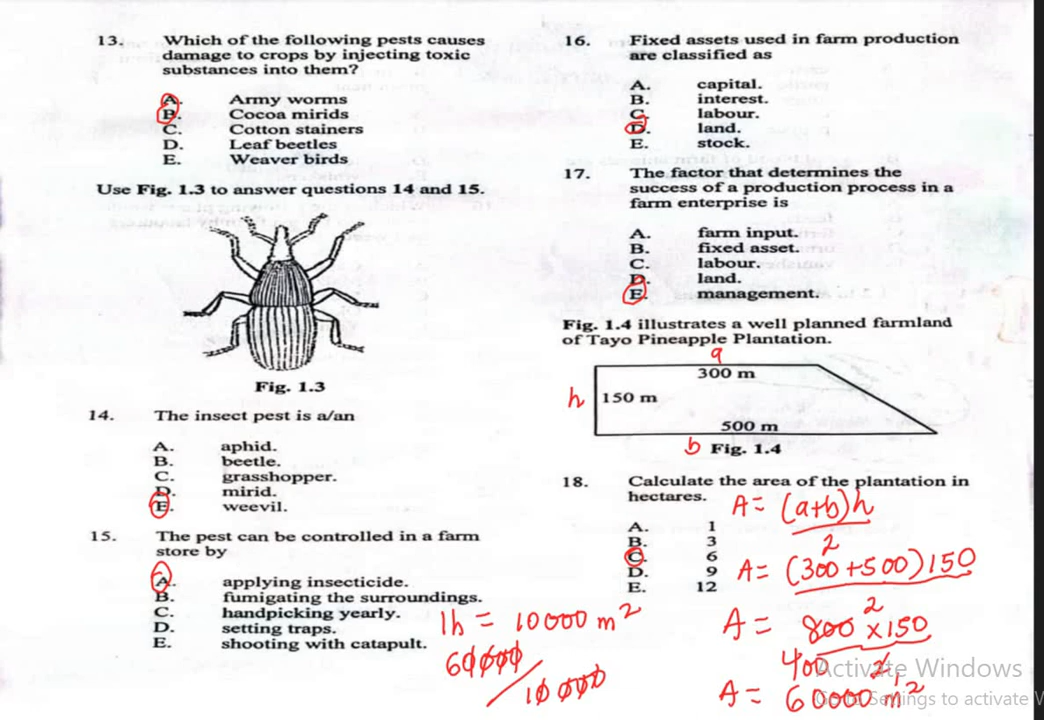 13. Which of the following pests causes
damage to crops by injecting toxic
substances into them?
A. Army worms
B. Cocoa mirids
C. Cotton stainers
D. Leaf beetles
E. Weaver birds
Use Fig. 1.3 to answer questions 14 and 15.
Fig. 1.3
14. The insect pest is a/an
A. aphid.
B. beetle.
C. grasshopper.
D. mirid.
E. weevil.
15. The pest can be controlled in a farm
store by
A. applying insecticide.
B. fumigating the surroundings.
C. handpicking yearly.
D. setting traps.
E. shooting with catapult.
1h = 10000 m²
60000
/10000
16. Fixed assets used in farm production
are classified as
A. capital.
B. interest.
C. labour.
D. land.
E. stock.
17. The factor that determines the
success of a production process in a
farm enterprise is
A. farm input.
B. fixed asset.
C. labour.
D. land.
E. management.
Fig. 1.4 illustrates a well planned farmland
of Tayo Pineapple Plantation.
a
300 m
h 150 m
500 m
b Fig. 1.4
18. Calculate the area of the plantation in
hectares.
A. 1
B. 3
C. 6
D. 9
E. 12
A = (a+b)h
2
A = (300+500)150
2
A = 800 x150
400 2 1
A = 60000 m²
Activate Windows